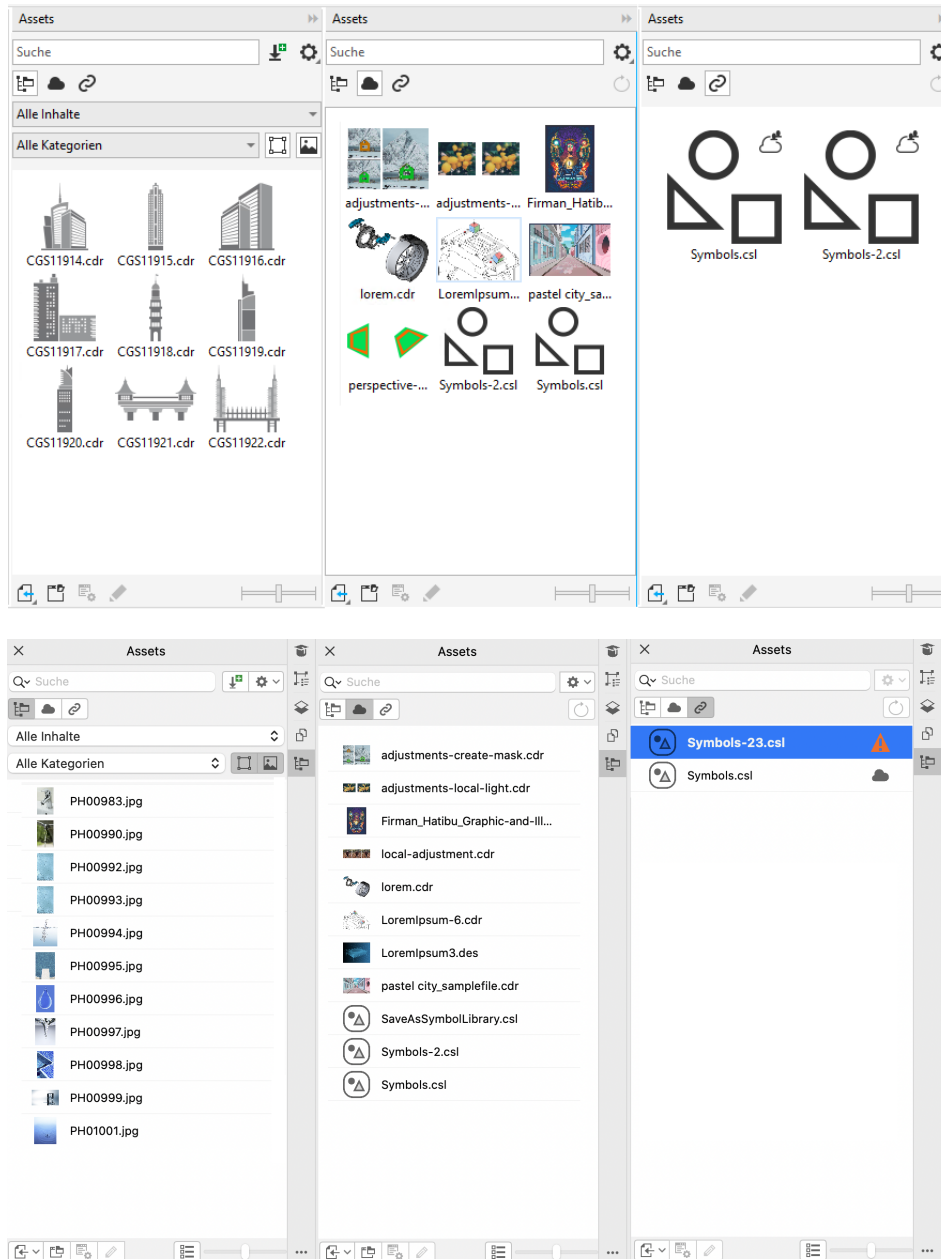 Assets
Suche
Alle Inhalte
Alle Kategorien
CGS11914.cdr CGS11915.cdr CGS11916.cdr
CGS11917.cdr CGS11918.cdr CGS11919.cdr
CGS11920.cdr CGS11921.cdr CGS11922.cdr
Assets
Suche
adjustments-... adjustments-... Firman_Hatib...
lorem.cdr LoremIpsum... pastel city_sa...
perspective-... Symbols-2.csl Symbols.csl
Assets
Suche
Symbols.csl Symbols-2.csl
Assets
Suche
Alle Inhalte
Alle Kategorien
PH00983.jpg
PH00990.jpg
PH00992.jpg
PH00993.jpg
PH00994.jpg
PH00995.jpg
PH00996.jpg
PH00997.jpg
PH00998.jpg
PH00999.jpg
PH01001.jpg
Assets
Suche
adjustments-create-mask.cdr
adjustments-local-light.cdr
Firman_Hatibu_Graphic-and-Ill...
local-adjustment.cdr
lorem.cdr
LoremIpsum-6.cdr
LoremIpsum3.des
pastel city_samplefile.cdr
SaveAsSymbolLibrary.csl
Symbols-2.csl
Symbols.csl
Assets
Suche
Symbols-23.csl
Symbols.csl